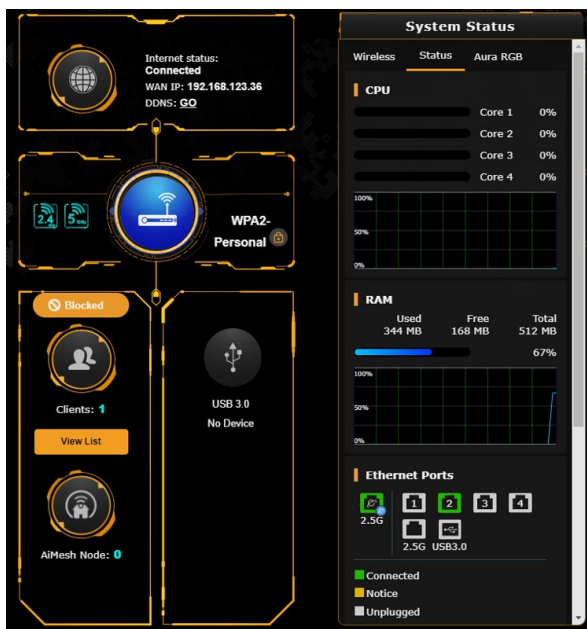 Internet status:
Connected
WAN IP: 192.168.123.36
DDNS: GO
2.4
5
WPA2-
Personal
Blocked
Clients: 1
View List
AiMesh Node: 0
USB 3.0
No Device
System Status
Wireless Status Aura RGB
CPU
Core 1 0%
Core 2 0%
Core 3 0%
Core 4 0%
100%
50%
0%
RAM
Used Free Total
344 MB 168 MB 512 MB
67%
100%
50%
0%
Ethernet Ports
1 2 3 4
2.5G
2.5G USB3.0
Connected
Notice
Unplugged